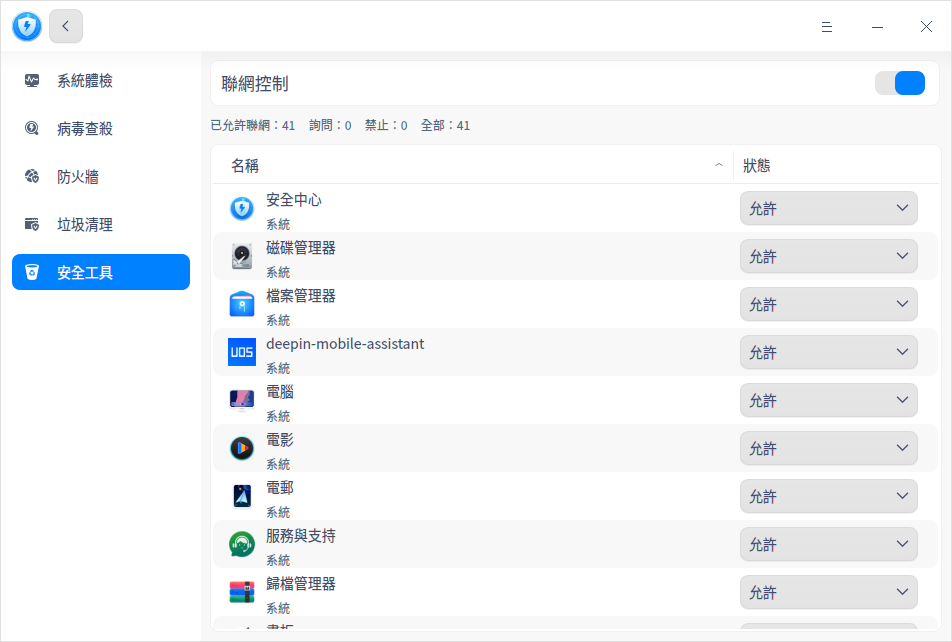 系統體檢
病毒查殺
防火牆
垃圾清理
安全工具
聯網控制
已允許聯網：41 詢問：0 禁止：0 全部：41
名稱 狀態
安全中心
系統
允許
磁碟管理器
系統
允許
檔案管理器
系統
允許
UOS
deepin-mobile-assistant
系統
允許
電腦
系統
允許
電影
系統
允許
電郵
系統
允許
服務與支持
系統
允許
歸檔管理器
系統
允許